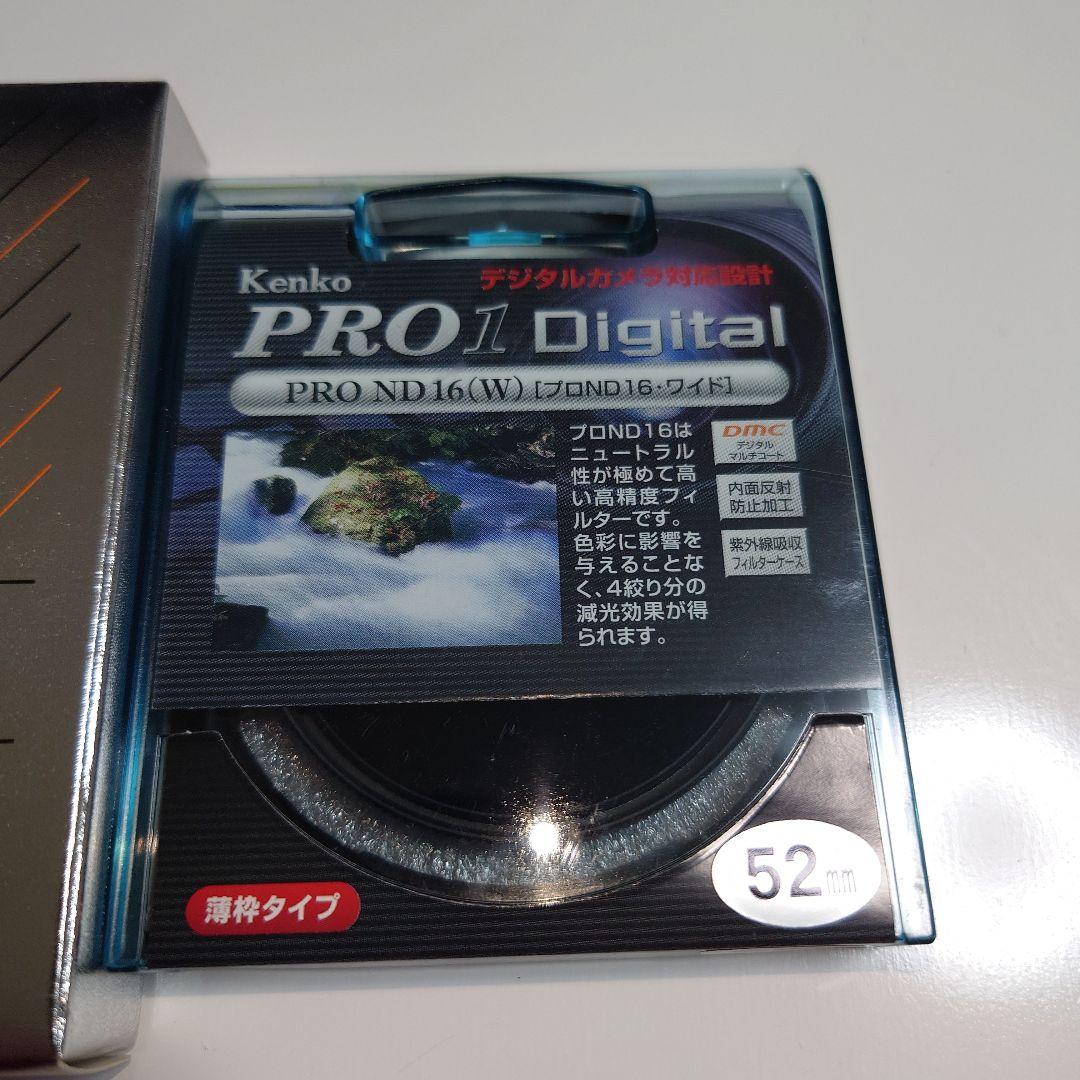 Kenko
デジタルカメラ対応設計
PRO1 Digital
PRO ND16(W) [プロND16・ワイド]
プロND16は
ニュートラル
性が極めて高
い高精度フィ
ルターです。
色彩に影響を
与えることな
く、4絞り分の
減光効果が得
られます。
DMC
デジタル
マルチコート
内面反射
防止加工
紫外線吸収
フィルターケース
薄枠タイプ
52mm